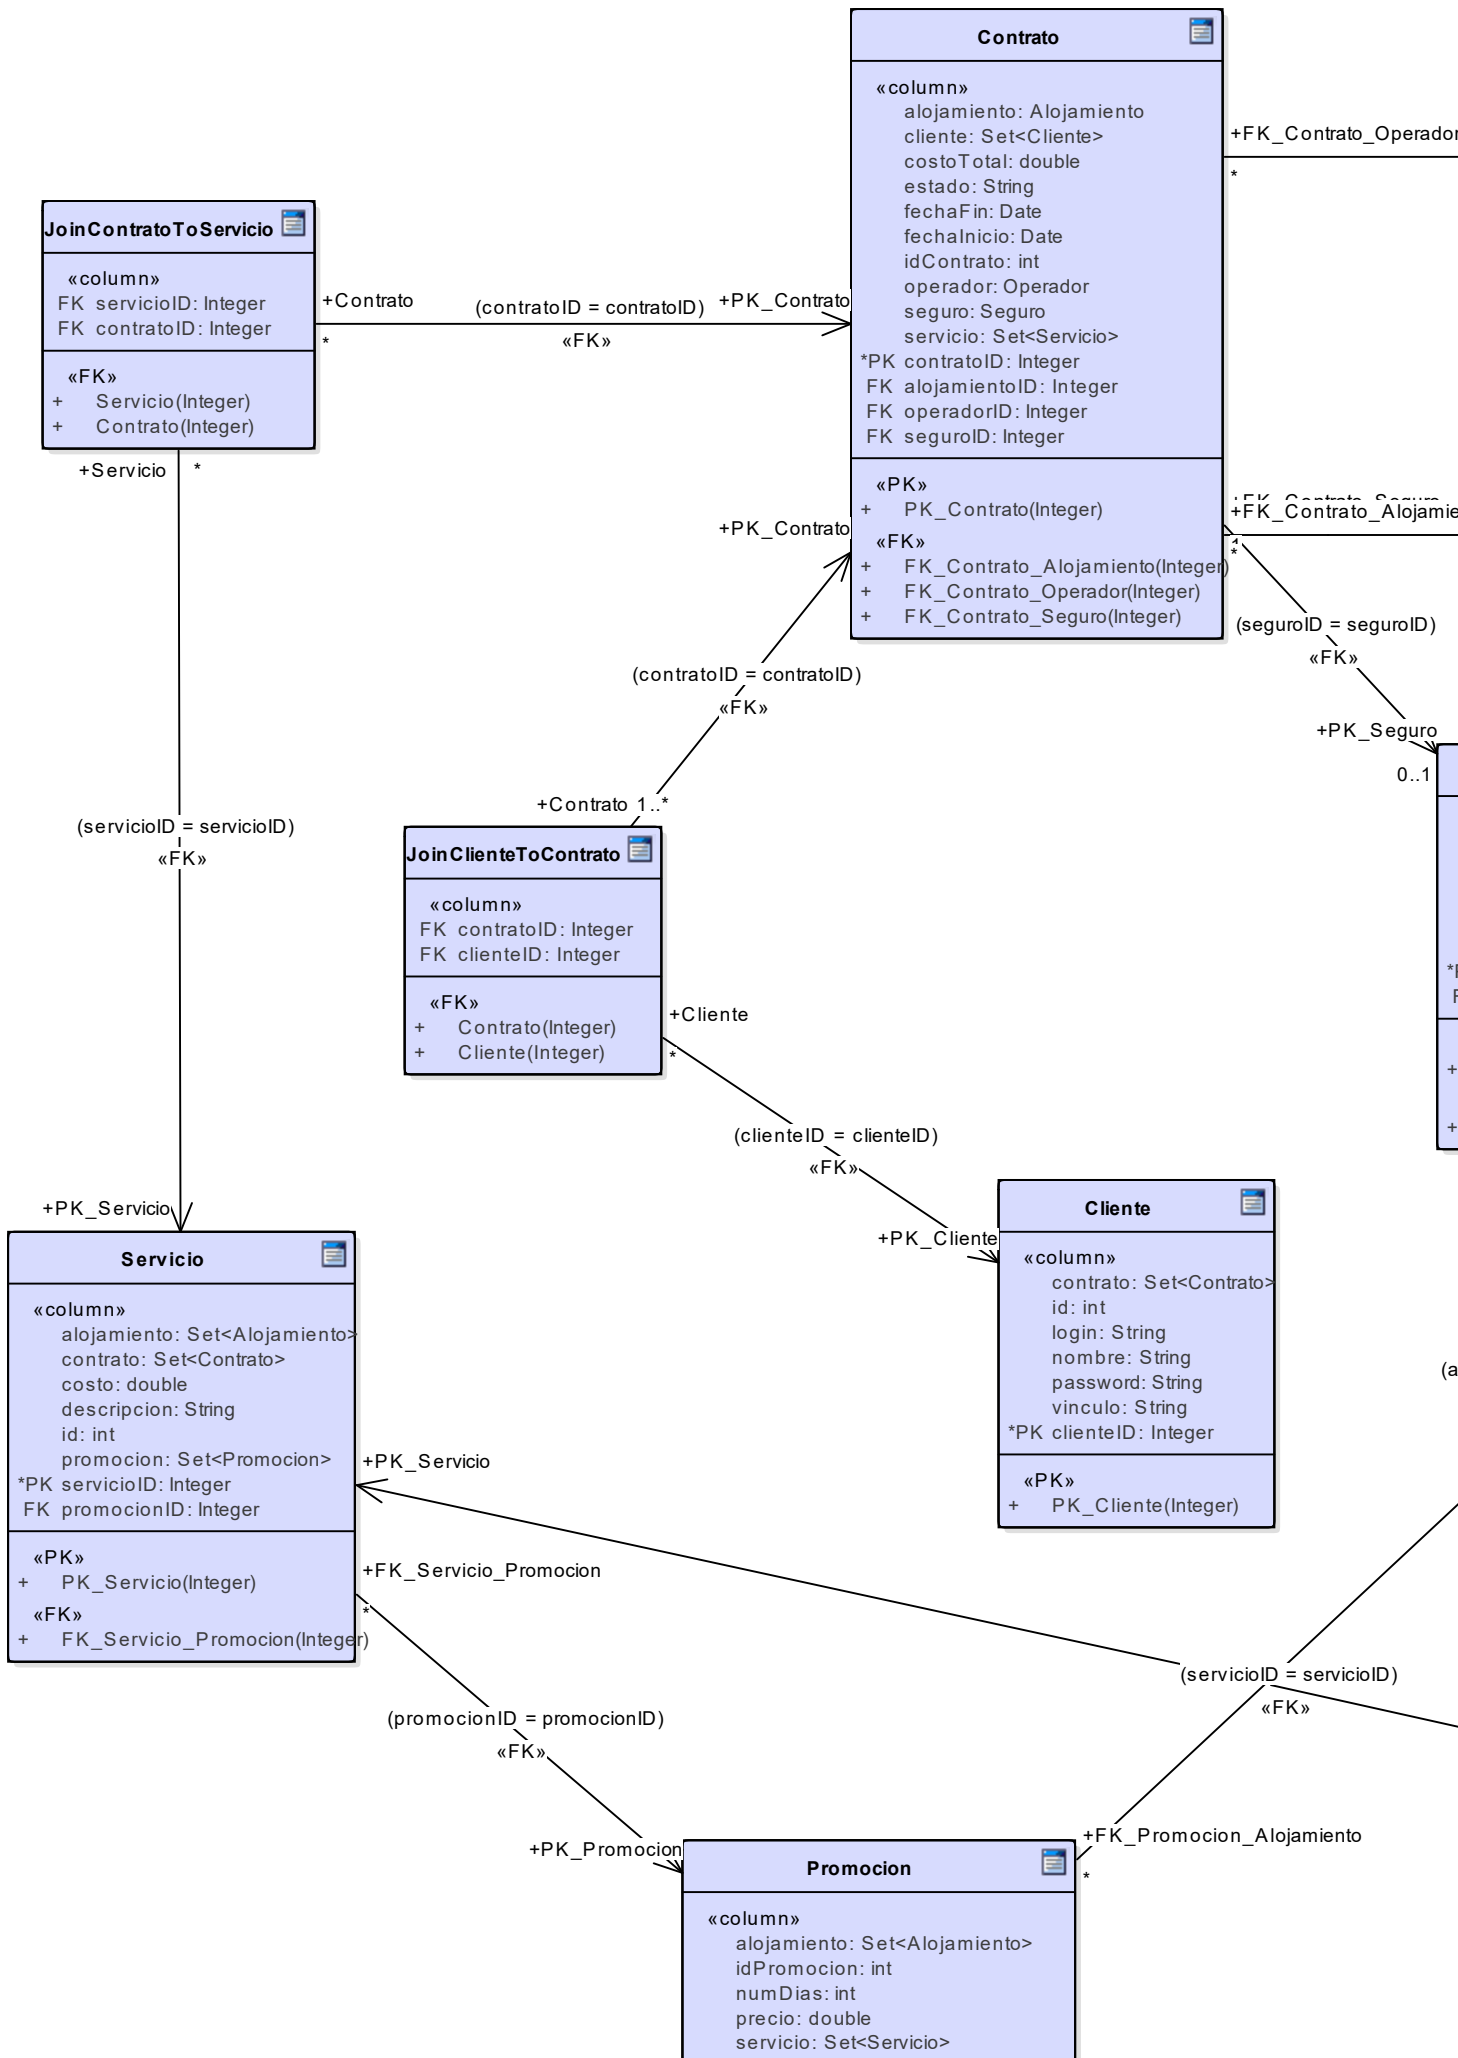 Contrato
«column»
alojamiento: Alojamiento
cliente: Set<Cliente>
costoTotal: double
estado: String
fechaFin: Date
fechaInicio: Date
idContrato: int
operador: Operador
seguro: Seguro
servicio: Set<Servicio>
*PK contratoID: Integer
FK alojamientoID: Integer
FK operadorID: Integer
FK seguroID: Integer
«PK»
+ PK_Contrato(Integer)
«FK»
+ FK_Contrato_Alojamiento(Integer)
+ FK_Contrato_Operador(Integer)
+ FK_Contrato_Seguro(Integer)
+FK_Contrato_Operador
*
JoinContratoToServicio
«column»
FK servicioID: Integer
FK contratoID: Integer
«FK»
+ Servicio(Integer)
+ Contrato(Integer)
+Contrato
*
(contratoID = contratoID)
«FK»
+PK_Contrato
+Servicio *
(servicioID = servicioID)
«FK»
+PK_Servicio
+PK_Contrato
(contratoID = contratoID)
«FK»
+Contrato 1..*
+FK_Contrato_Seguro
+FK_Contrato_Alojamie
*
(seguroID = seguroID)
«FK»
+PK_Seguro
0..1
JoinClienteToContrato
«column»
FK contratoID: Integer
FK clienteID: Integer
«FK»
+ Contrato(Integer)
+ Cliente(Integer)
+Cliente
*
(clienteID = clienteID)
«FK»
+PK_Cliente
*P
F
+
+
Cliente
«column»
contrato: Set<Contrato>
id: int
login: String
nombre: String
password: String
vinculo: String
*PK clienteID: Integer
«PK»
+ PK_Cliente(Integer)
(a
Servicio
«column»
alojamiento: Set<Alojamiento>
contrato: Set<Contrato>
costo: double
descripcion: String
id: int
promocion: Set<Promocion>
*PK servicioID: Integer
FK promocionID: Integer
«PK»
+ PK_Servicio(Integer)
«FK»
+ FK_Servicio_Promocion(Integer)
+PK_Servicio
+FK_Servicio_Promocion
*
(servicioID = servicioID)
«FK»
(promocionID = promocionID)
«FK»
+PK_Promocion
+FK_Promocion_Alojamiento
*
Promocion
«column»
alojamiento: Set<Alojamiento>
idPromocion: int
numDias: int
precio: double
servicio: Set<Servicio>